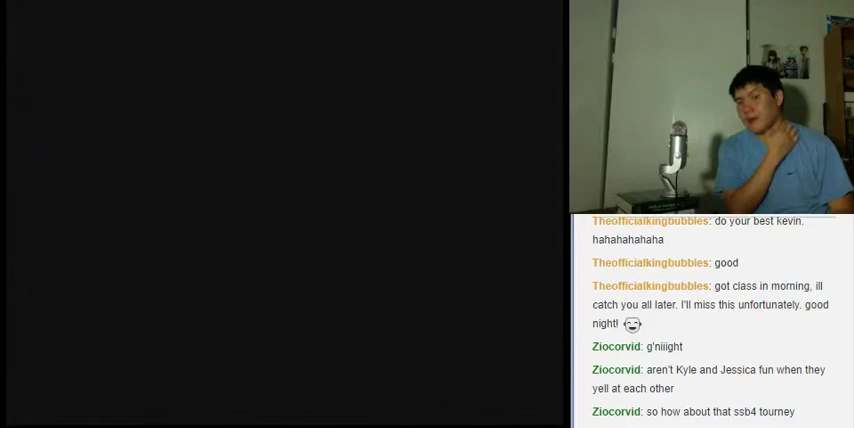 Theofficialkingbubbles: do your best kevin.
hahahahahaha
Theofficialkingbubbles: good
Theofficialkingbubbles: got class in morning, ill
catch you all later. I'll miss this unfortunately. good
night!
Ziocorvid: g'niiight
Ziocorvid: aren't Kyle and Jessica fun when they
yell at each other
Ziocorvid: so how about that ssb4 tourney